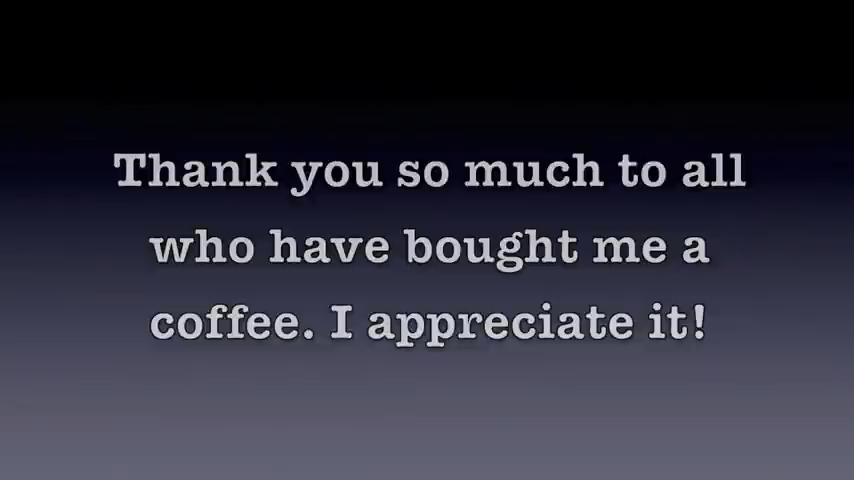 Thank you so much to all
who have bought me a
coffee. I appreciate it!